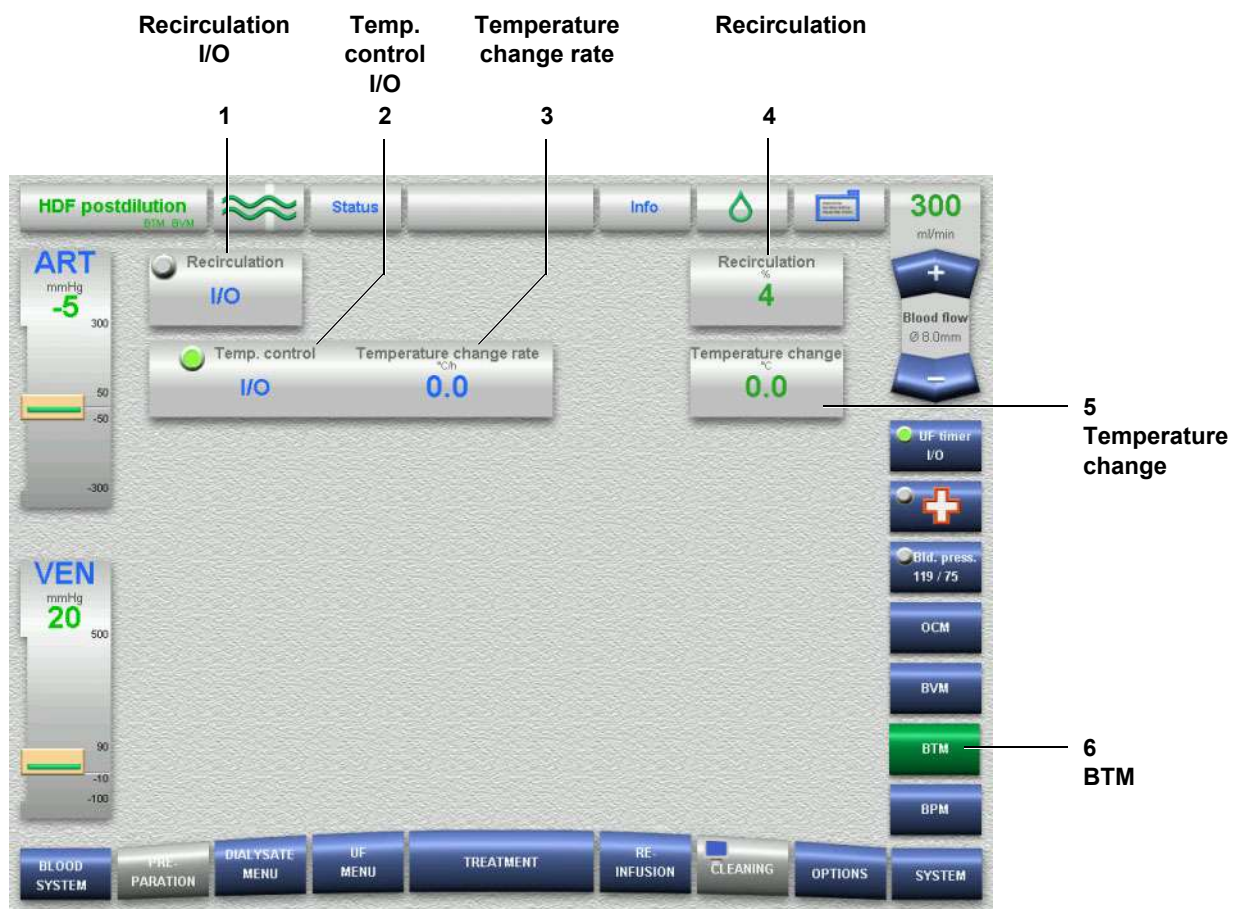 Recirculation
I/O
Temp.
control
I/O
Temperature
change rate
Recirculation
1
2
3
4
HDF postdilution
BTM BVM
Status
Info
300
ml/min
ART
mmHg
-5
300
50
-50
-300
Recirculation
I/O
Recirculation
%
4
Temp. control
I/O
Temperature change rate
°C/h
0.0
Temperature change
°C
0.0
+
Blood flow
Ø 8.0mm
–
5
Temperature
change
UF timer
I/O
Bld. press.
119 / 75
OCM
BVM
BTM
BPM
6
BTM
VEN
mmHg
20
500
90
-10
-100
BLOOD
SYSTEM
PRE-
PARATION
DIALYSATE
MENU
UF
MENU
TREATMENT
RE-
INFUSION
CLEANING
OPTIONS
SYSTEM